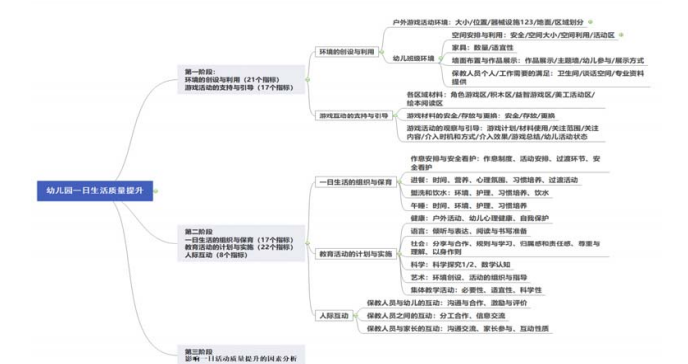 幼儿园一日生活质量提升
第一阶段:
环境的创设与利用(21个指标)
游戏活动的支持与引导(17个指标)
环境的创设与利用
户外游戏活动环境: 大小/位置/器械设施123/地面/区域划分
幼儿班级环境
空间安排与利用: 安全/空间大小/空间利用/活动区
家具: 数量/适宜性
墙面布置与作品展示: 作品展示/主题墙/幼儿参与/展示方式
保教人员个人/工作需要的满足: 卫生间/谈话空间/专业资料
提供
游戏互动的支持与引导
各区域材料: 角色游戏区/积木区/益智游戏区/美工活动区/
绘本阅读区
游戏材料的安全/存放与更换: 安全/存放/更换
游戏活动的观察与引导: 游戏计划/材料使用/关注范围/关注
内容/介入时机和方式/介入效果/游戏总结/幼儿活动状态
第二阶段
一日生活的组织与保育(17个指标)
教育活动的计划与实施(22个指标)
人际互动(8个指标)
一日生活的组织与保育
作息安排与安全看护: 作息制度、活动安排、过渡环节、安
全看护
进餐: 时间、营养、心理氛围、习惯培养、过渡活动
盥洗和饮水: 环境、护理、习惯培养、饮水
午睡: 时间、环境、护理、习惯培养
教育活动的计划与实施
健康: 户外活动、幼儿心理健康、自我保护
语言: 倾听与表达、阅读与书写准备
社会: 分享与合作、规则与学习、归属感和责任感、尊重与
理解、以身作则
科学: 科学探究1/2、数学认知
艺术: 环境创设、活动的组织与指导
集体教学活动: 必要性、适宜性、科学性
人际互动
保教人员与幼儿的互动: 沟通与合作、激励与评价
保教人员之间的互动: 分工合作、信息交流
保教人员与家长的互动: 沟通交流、家长参与、互动性质
第三阶段
影响一日活动质量提升的因素分析